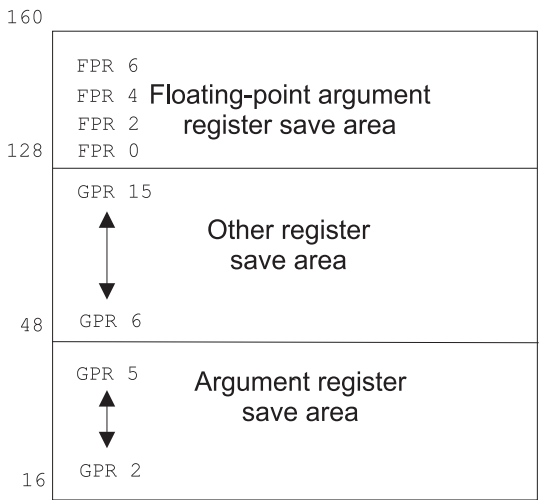 160
FPR 6
FPR 4 Floating-point argument
FPR 2 register save area
128 FPR 0
GPR 15
Other register
save area
48 GPR 6
GPR 5 Argument register
save area
GPR 2
16